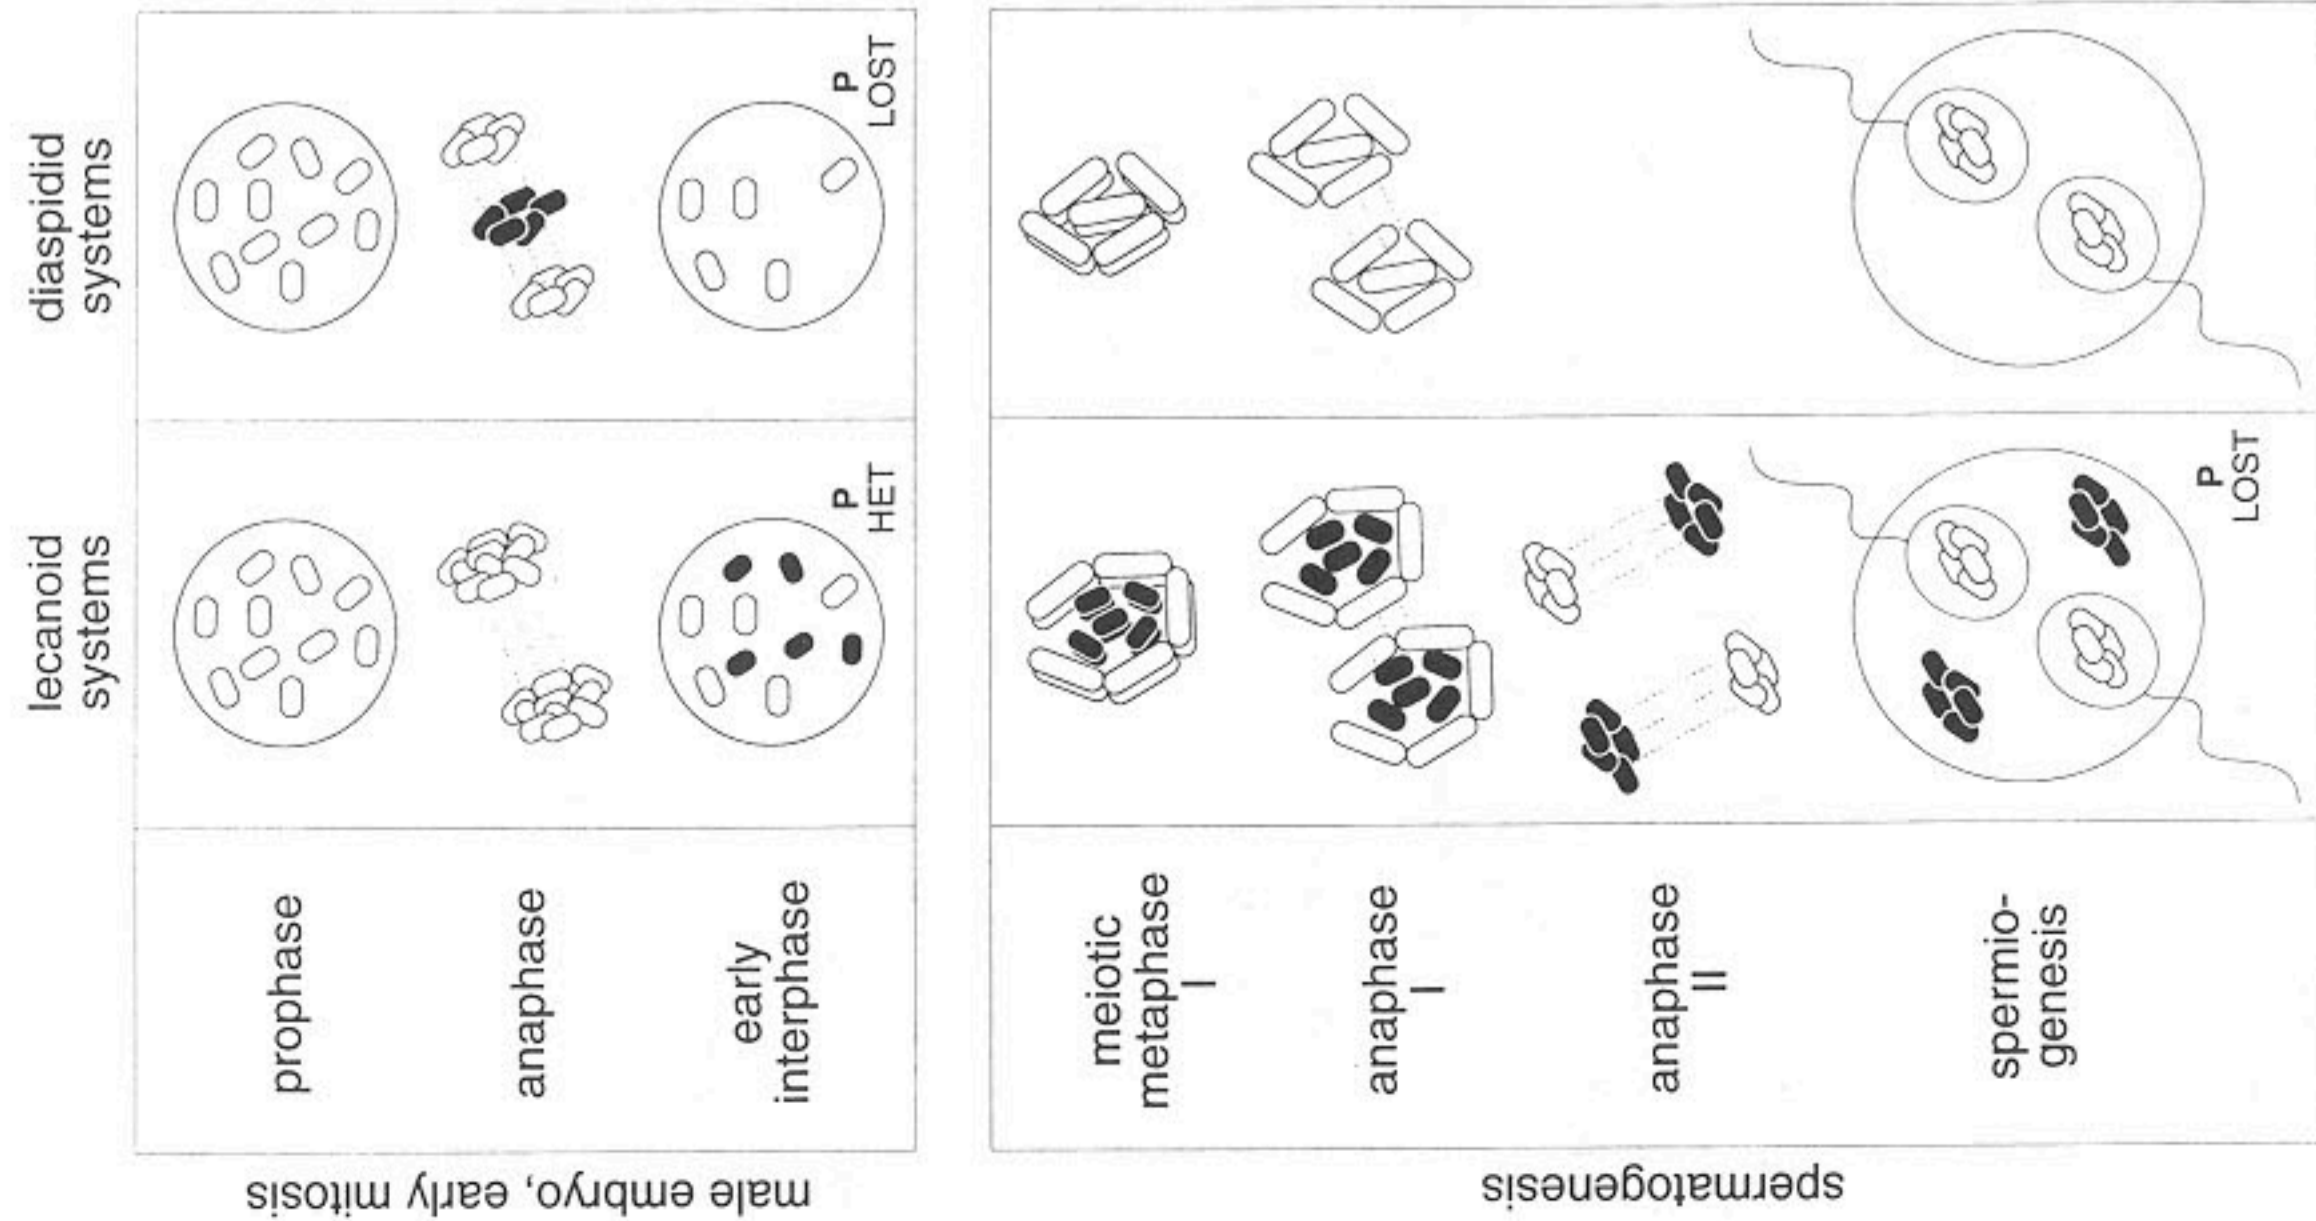 lecanoid
systems
diaspidid
systems
male embryo, early mitosis
prophase
anaphase
early
interphase
P
HET
P
LOST
spermatogenesis
meiotic
metaphase
I
anaphase
I
anaphase
II
spermio-
genesis
P
LOST